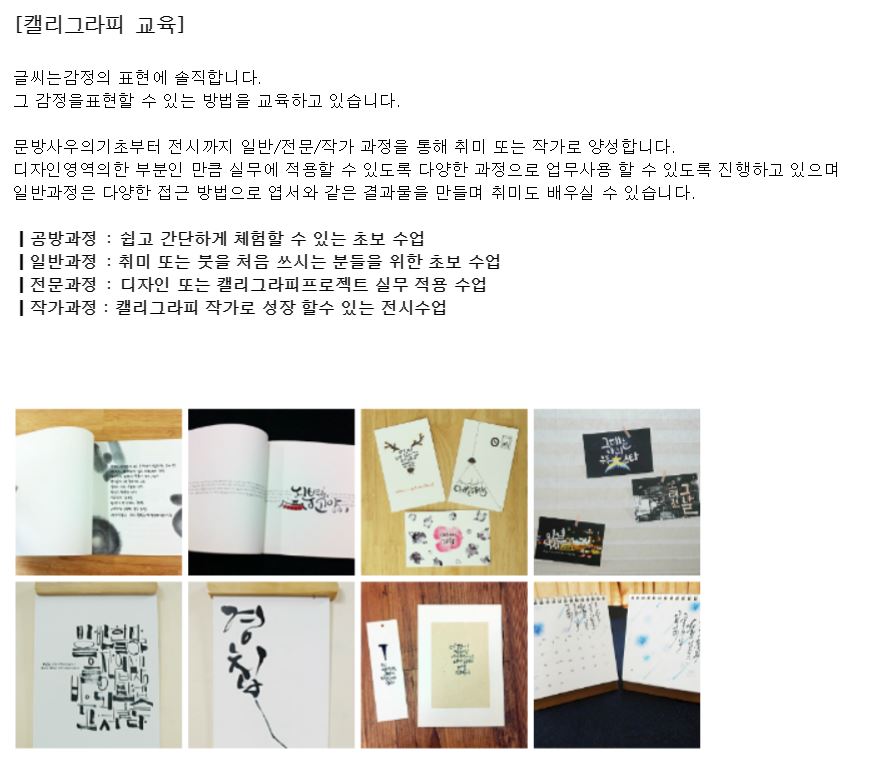 [캘리그라피 교육]
글씨는감정의 표현에 솔직합니다.
그 감정을표현할 수 있는 방법을 교육하고 있습니다.
문방사우의기초부터 전시까지 일반/전문/작가 과정을 통해 취미 또는 작가로 양성합니다.
디자인영역의한 부분인 만큼 실무에 적용할 수 있도록 다양한 과정으로 업무사용 할 수 있도록 진행하고 있으며
일반과정은 다양한 접근 방법으로 엽서와 같은 결과물을 만들며 취미도 배우실 수 있습니다.
┃공방과정 : 쉽고 간단하게 체험할 수 있는 초보 수업
┃일반과정 : 취미 또는 붓을 처음 쓰시는 분들을 위한 초보 수업
┃전문과정 : 디자인 또는 캘리그라피프로젝트 실무 적용 수업
┃작가과정 : 캘리그라피 작가로 성장 할수 있는 전시수업
그대는
경청